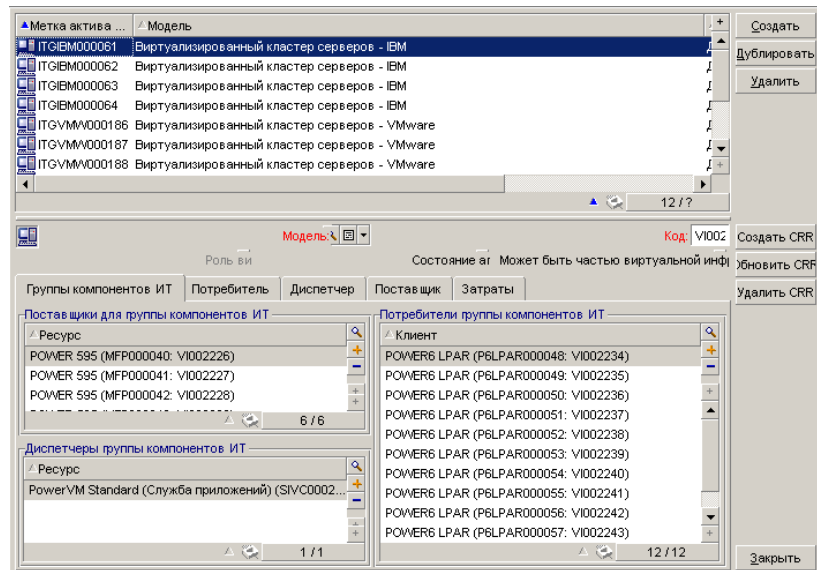 Метка актива ... Модель
ITGIBM000061 Виртуализированный кластер серверов - IBM
ITGIBM000062 Виртуализированный кластер серверов - IBM
ITGIBM000063 Виртуализированный кластер серверов - IBM
ITGIBM000064 Виртуализированный кластер серверов - IBM
ITGVMW000186 Виртуализированный кластер серверов - VMware
ITGVMW000187 Виртуализированный кластер серверов - VMware
ITGVMW000188 Виртуализированный кластер серверов - VMware
12 / ?
Создать
Дублировать
Удалить
Модель: Код: VI002
Роль ви Состояние аг Может быть частью виртуальной инф
Создать CRR
Обновить CRR
Удалить CRR
Группы компонентов ИТ Потребитель Диспетчер Поставщик Затраты
Поставщики для группы компонентов ИТ
Ресурс
POWER 595 (MFP000040: VI002226)
POWER 595 (MFP000041: VI002227)
POWER 595 (MFP000042: VI002228)
6 / 6
Диспетчеры группы компонентов ИТ
Ресурс
PowerVM Standard (Служба приложений) (SIVC0002...
1 / 1
Потребители группы компонентов ИТ
Клиент
POWER6 LPAR (P6LPAR000048: VI002234)
POWER6 LPAR (P6LPAR000049: VI002235)
POWER6 LPAR (P6LPAR000050: VI002236)
POWER6 LPAR (P6LPAR000051: VI002237)
POWER6 LPAR (P6LPAR000052: VI002238)
POWER6 LPAR (P6LPAR000053: VI002239)
POWER6 LPAR (P6LPAR000054: VI002240)
POWER6 LPAR (P6LPAR000055: VI002241)
POWER6 LPAR (P6LPAR000056: VI002242)
POWER6 LPAR (P6LPAR000057: VI002243)
12 / 12
Закрыть